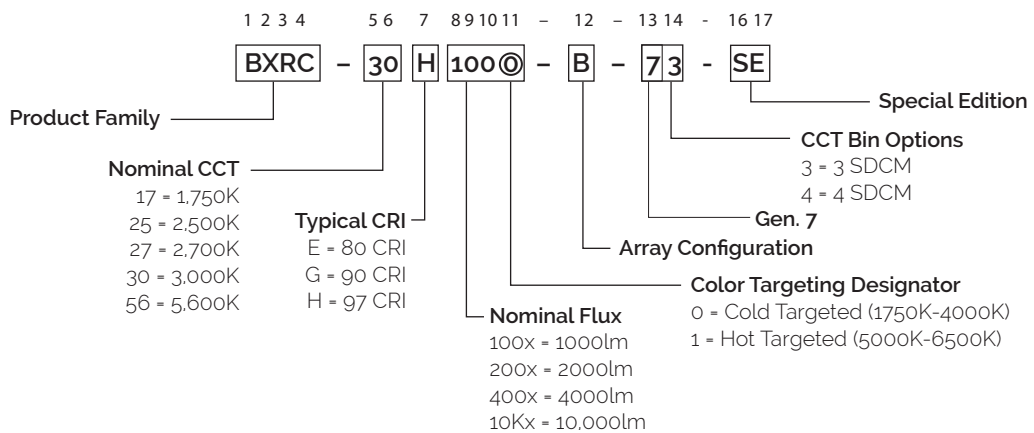 1 2 3 4 5 6 7 8 9 10 11 – 12 – 13 14 - 16 17
BXRC – 30 H 100 0 – B – 7 3 - SE
Product Family
Special Edition
Nominal CCT
17 = 1,750K
25 = 2,500K
27 = 2,700K
30 = 3,000K
56 = 5,600K
Typical CRI
E = 80 CRI
G = 90 CRI
H = 97 CRI
CCT Bin Options
3 = 3 SDCM
4 = 4 SDCM
Gen. 7
Array Configuration
Color Targeting Designator
0 = Cold Targeted (1750K-4000K)
1 = Hot Targeted (5000K-6500K)
Nominal Flux
100x = 1000lm
200x = 2000lm
400x = 4000lm
10Kx = 10,000lm